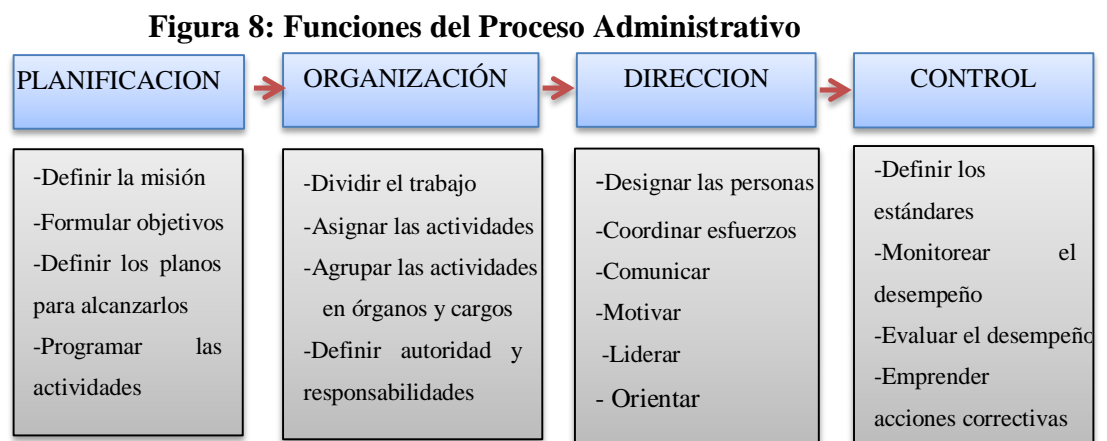 Figura 8: Funciones del Proceso Administrativo
PLANIFICACION
ORGANIZACIÓN
DIRECCION
CONTROL
-Definir la misión
-Formular objetivos
-Definir los planos
para alcanzarlos
-Programar las
actividades
-Dividir el trabajo
-Asignar las actividades
-Agrupar las actividades
en órganos y cargos
-Definir autoridad y
responsabilidades
-Designar las personas
-Coordinar esfuerzos
-Comunicar
-Motivar
-Liderar
- Orientar
-Definir los
estándares
-Monitorear el
desempeño
-Evaluar el desempeño
-Emprender
acciones correctivas